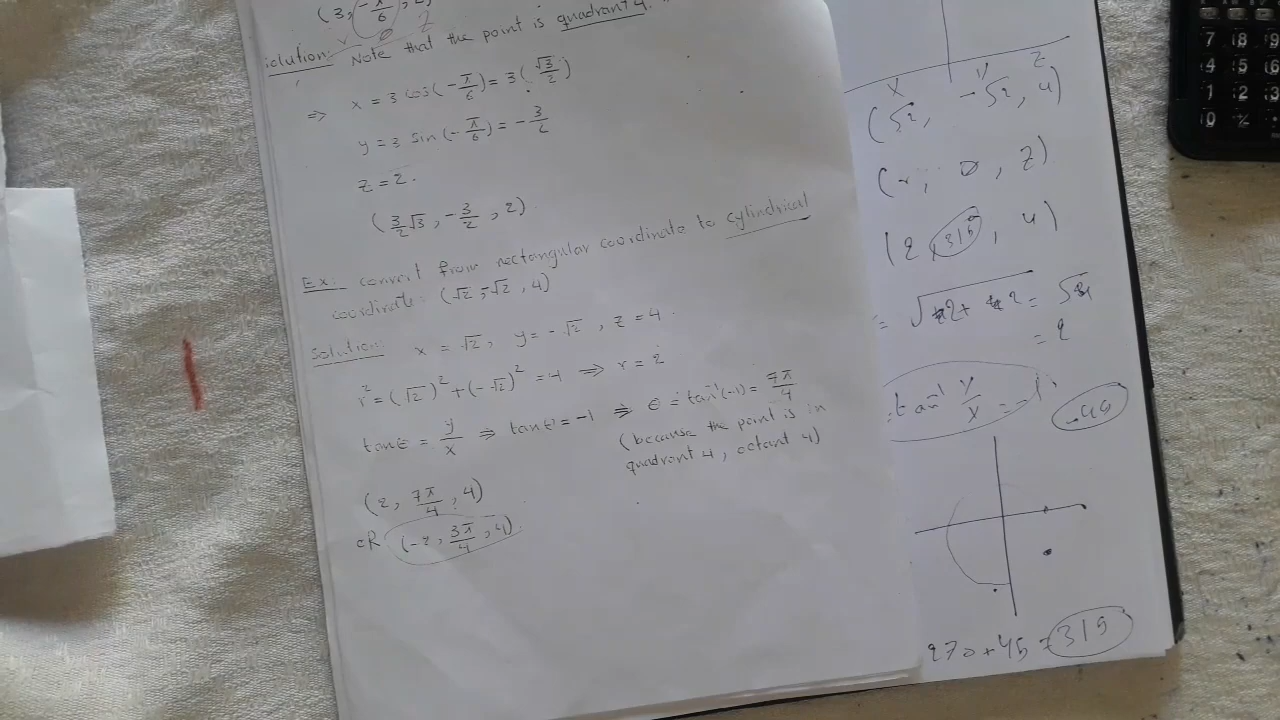 (3, -π/6, 2)
Note that the point is quadrant 4.
⇒ x = 3 cos(-π/6) = 3(√3/2)
y = 3 sin(-π/6) = -3/2
z = 2.
(3/2√3, -3/2, 2)
Ex: convert from rectangular coordinate to cylindrical
coordinate: (√2, -√2, 4)
Solution: x = √2, y = -√2, z = 4.
r² = (√2)² + (-√2)² = 4 ⇒ r = 2
tanθ = y/x ⇒ tanθ = -1 ⇒ θ = tan⁻¹(-1) = 7π/4
(because the point is in
quadrant 4, octant 4)
(2, 7π/4, 4)
OR (-2, 3π/4, 4).
x y z
(√2, -√2, 4)
(r, θ, z)
(2, 315°, 4)
= 2
tan⁻¹ y/x = -1
-45
270+45 = 315
7 8 9
4 5 6
1 2 3
0